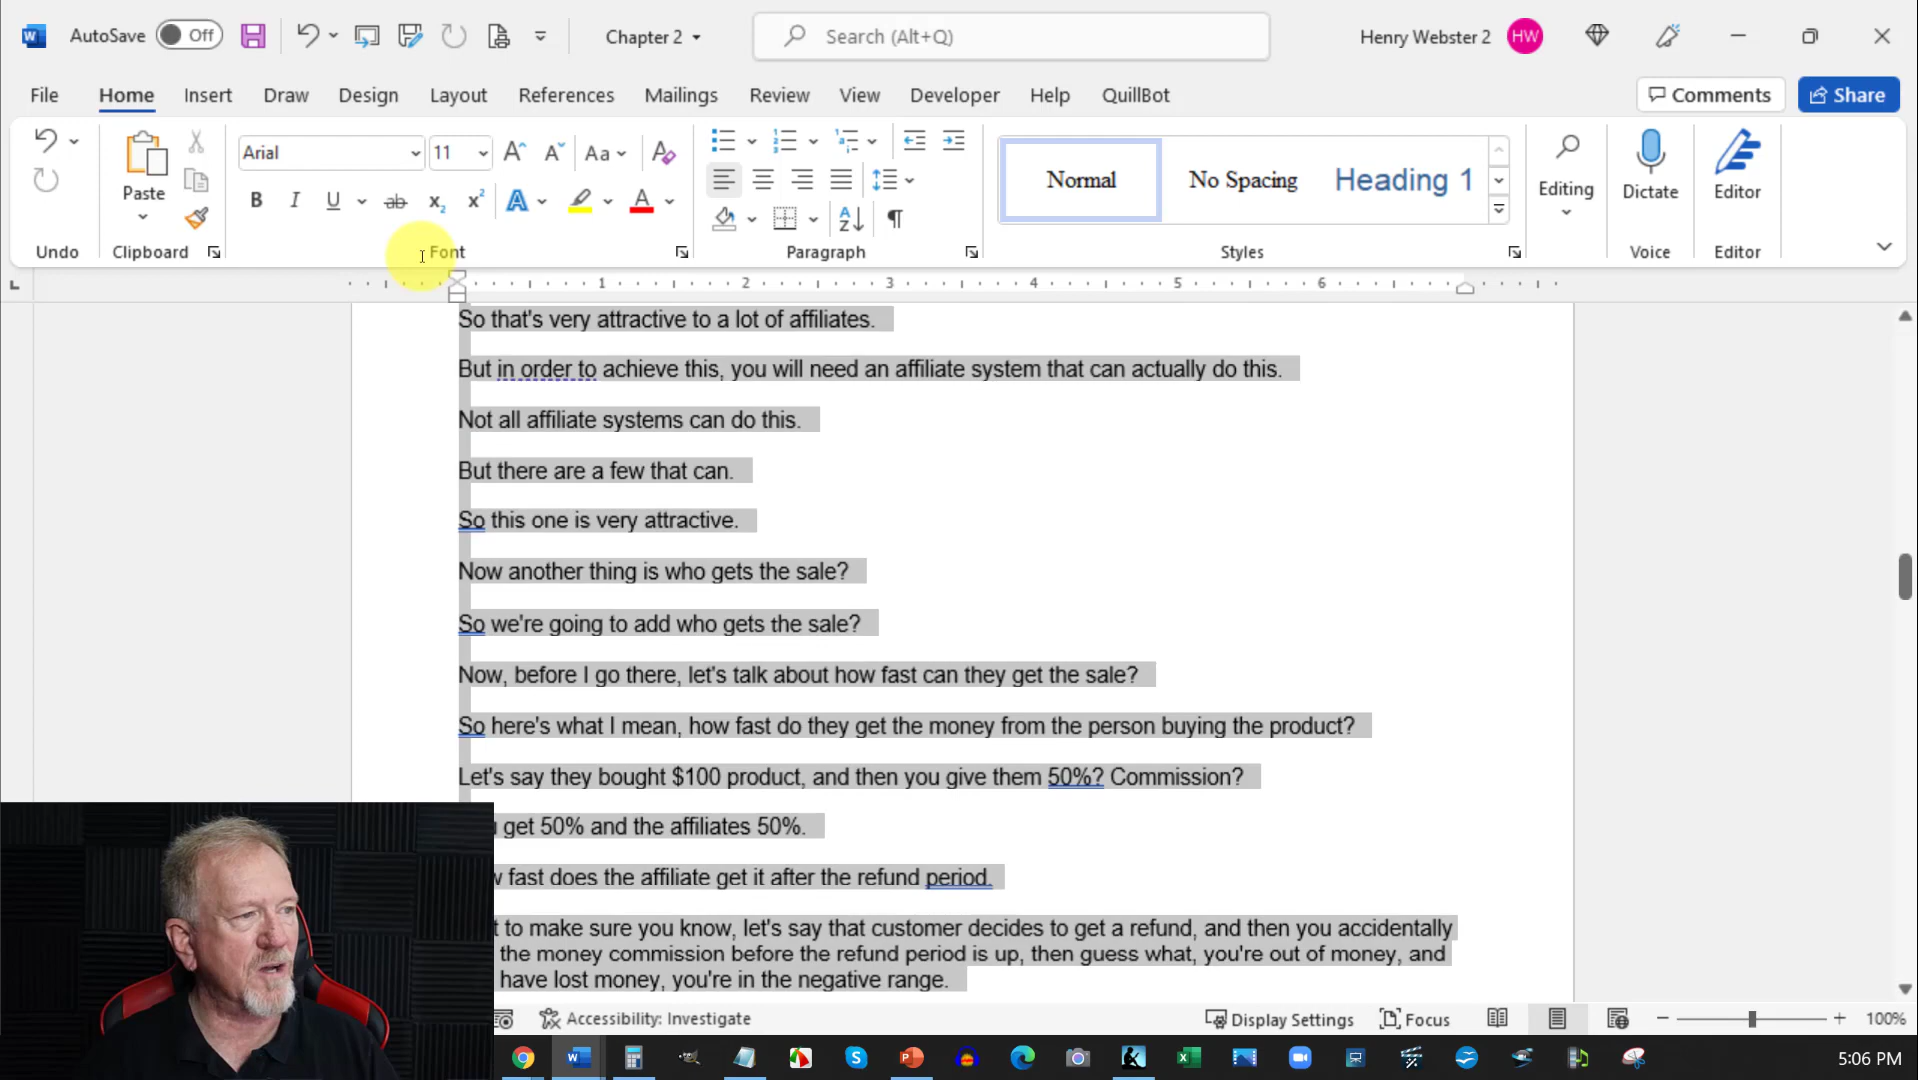 AutoSave Off Chapter 2 Search (Alt+Q) Henry Webster 2 HW
File Home Insert Draw Design Layout References Mailings Review View Developer Help QuillBot Comments Share
Arial 11 Aa
Paste
B I U ab x₂ x² A A
Normal No Spacing Heading 1
Editing Dictate Editor
Undo Clipboard Font Paragraph Styles Voice Editor
1 2 3 4 5 6
So that's very attractive to a lot of affiliates.
But in order to achieve this, you will need an affiliate system that can actually do this.
Not all affiliate systems can do this.
But there are a few that can.
So this one is very attractive.
Now another thing is who gets the sale?
So we're going to add who gets the sale?
Now, before I go there, let's talk about how fast can they get the sale?
So here's what I mean, how fast do they get the money from the person buying the product?
Let's say they bought $100 product, and then you give them 50%? Commission?
get 50% and the affiliates 50%.
fast does the affiliate get it after the refund period.
to make sure you know, let's say that customer decides to get a refund, and then you accidentally
the money commission before the refund period is up, then guess what, you're out of money, and
have lost money, you're in the negative range.
Accessibility: Investigate Display Settings Focus 100%
5:06 PM